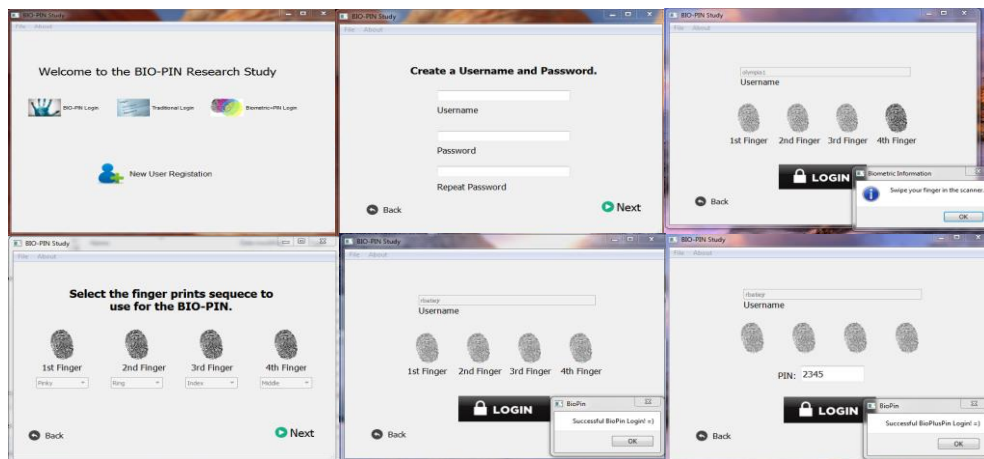 BIO-PIN Study
File About
Welcome to the BIO-PIN Research Study
BIO-PIN Login Traditional Login Biometric+PIN Login
New User Registation
BIO-PIN Study
File About
Create a Username and Password.
Username
Password
Repeat Password
Back Next
BIO-PIN Study
File About
Username
1st Finger 2nd Finger 3rd Finger 4th Finger
LOGIN
Biometric Information
Swipe your finger in the scanner.
OK
Back
BIO-PIN Study
File About
Select the finger prints sequece to
use for the BIO-PIN.
1st Finger 2nd Finger 3rd Finger 4th Finger
Pinky Ring Index Middle
Back Next
BIO-PIN Study
File About
Username
1st Finger 2nd Finger 3rd Finger 4th Finger
LOGIN
BioPin
Successful BioPin Login! =)
OK
Back
BIO-PIN Study
File About
Username
PIN: 2345
LOGIN
BioPin
Successful BioPlusPin Login! =)
OK
Back